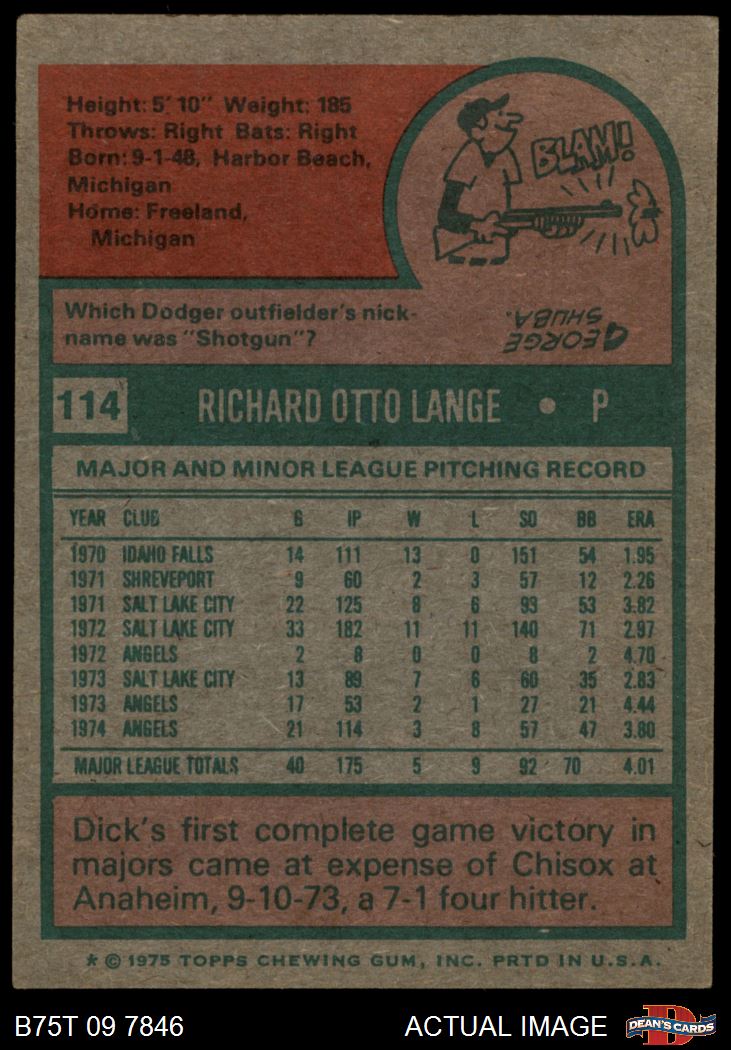 Height: 5' 10" Weight: 185
Throws: Right Bats: Right
Born: 9-1-48, Harbor Beach,
Michigan
Home: Freeland,
Michigan
BLAM!
Which Dodger outfielder's nick-
name was "Shotgun"?
GEORGE
SHUBA.
114 RICHARD OTTO LANGE • P
MAJOR AND MINOR LEAGUE PITCHING RECORD
YEAR CLUB G IP W L SO BB ERA
1970 IDAHO FALLS 14 111 13 0 151 54 1.95
1971 SHREVEPORT 9 60 2 3 57 12 2.26
1971 SALT LAKE CITY 22 125 8 6 93 53 3.82
1972 SALT LAKE CITY 33 182 11 11 140 71 2.97
1972 ANGELS 2 8 0 0 8 2 4.70
1973 SALT LAKE CITY 13 89 7 6 60 35 2.83
1973 ANGELS 17 53 2 1 27 21 4.44
1974 ANGELS 21 114 3 8 57 47 3.80
MAJOR LEAGUE TOTALS 40 175 5 9 92 70 4.01
Dick's first complete game victory in
majors came at expense of Chisox at
Anaheim, 9-10-73, a 7-1 four hitter.
* © 1975 TOPPS CHEWING GUM, INC. PRTD IN U.S.A.
B75T 09 7846 ACTUAL IMAGE D DEAN'S CARDS